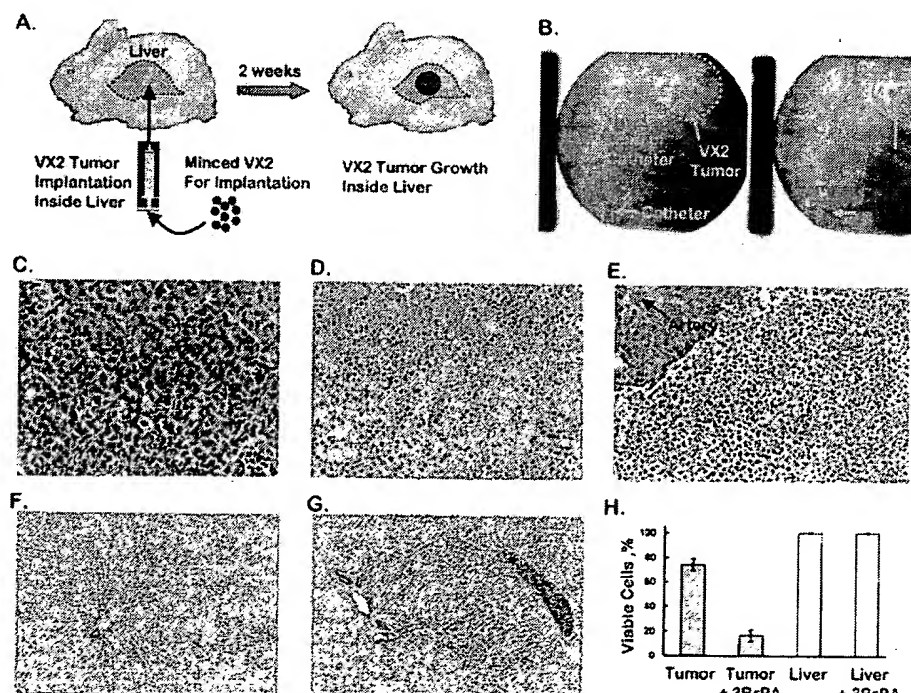 A.
Liver
2 weeks
VX2 Tumor
Implantation
Inside Liver
Minced VX2
For Implantation
VX2 Tumor Growth
Inside Liver
B.
VX2
Tumor
Catheter
C.
D.
E.
Artery
F.
G.
H.
Viable Cells ,%
100
80
60
40
20
0
Tumor
Tumor
Liver
Liver